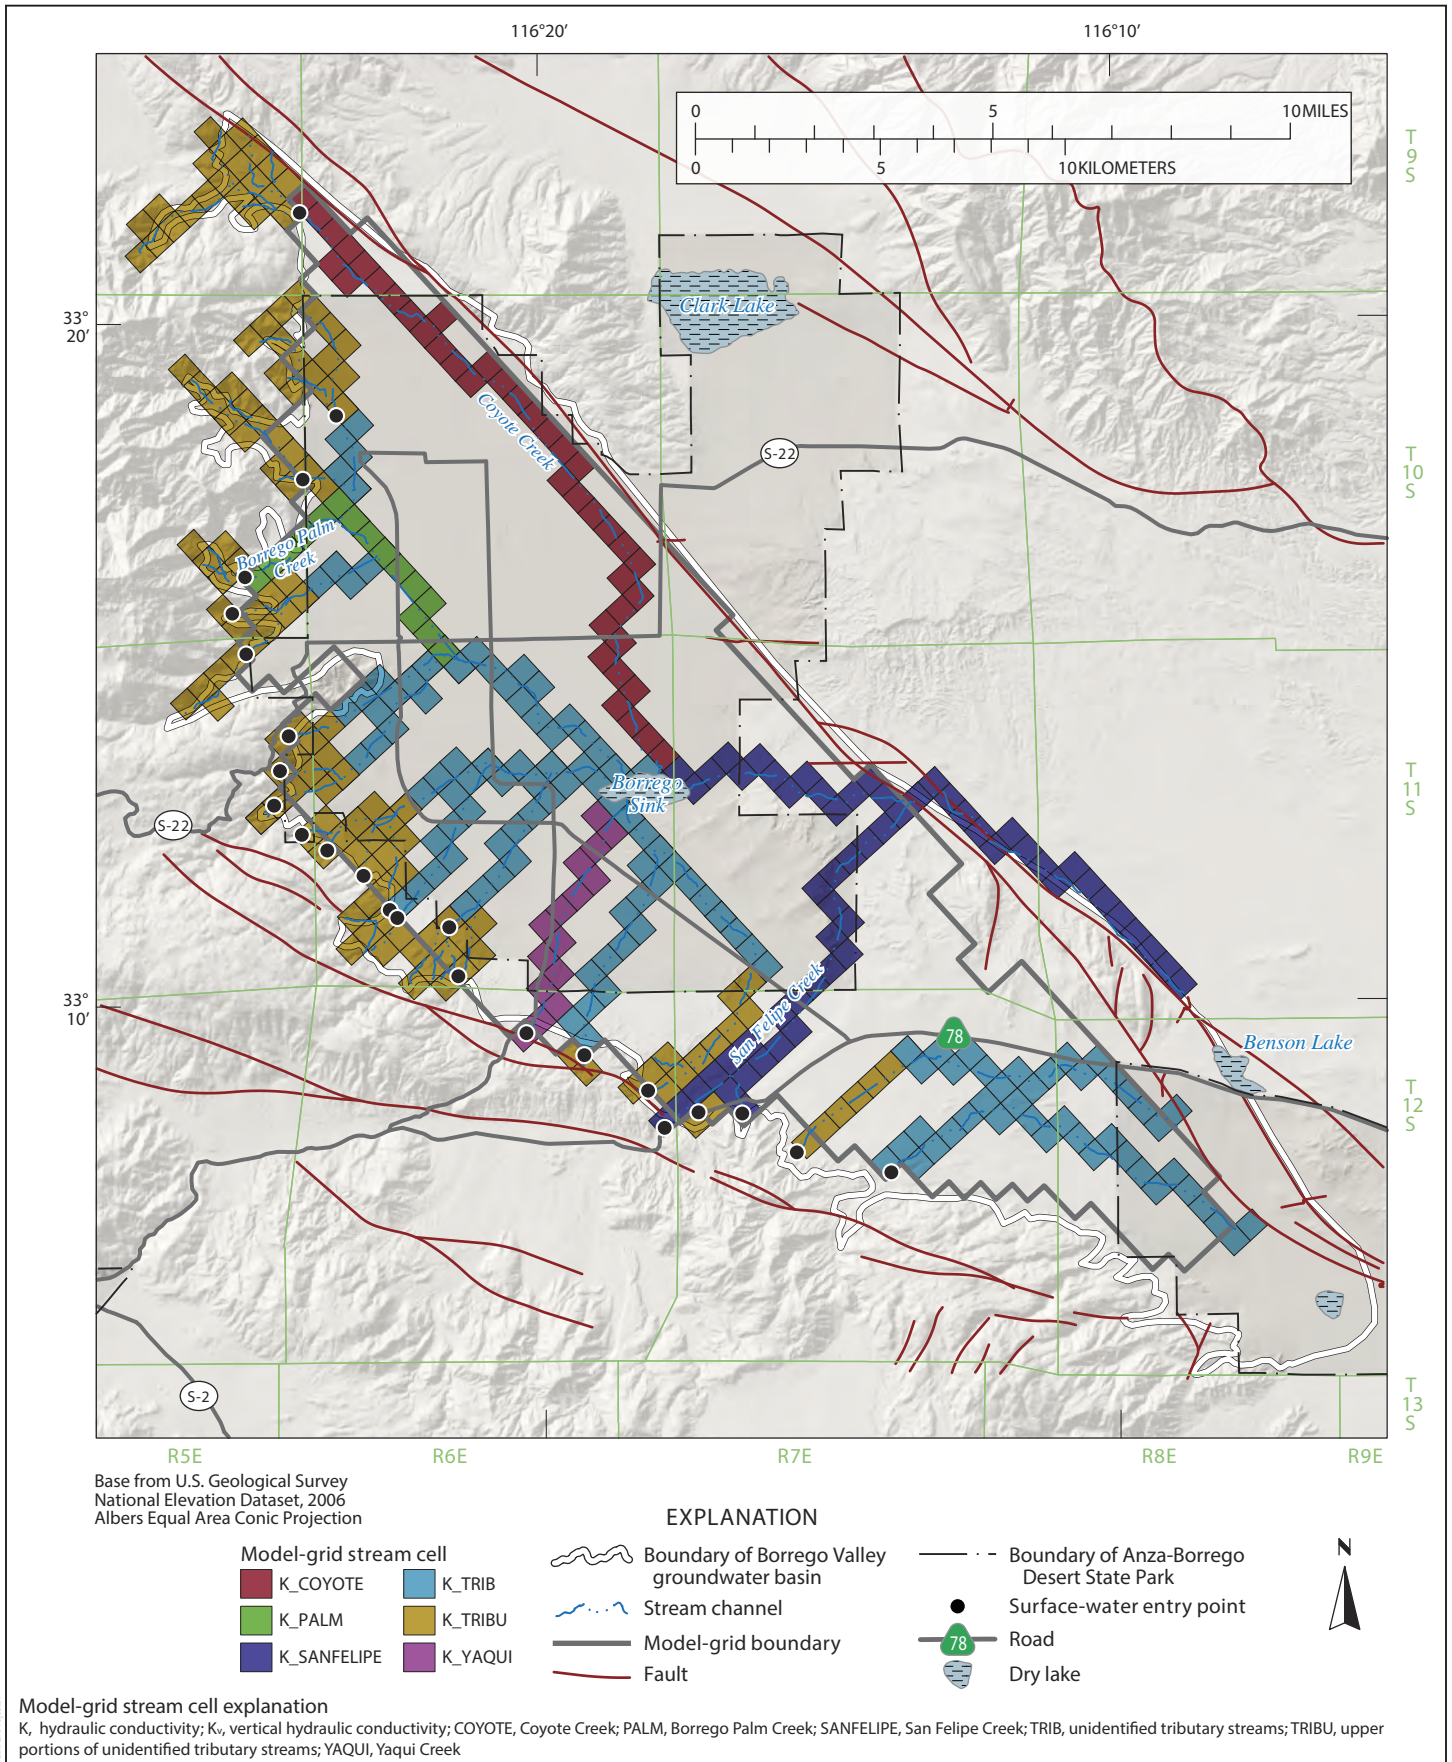 116°20′
116°10′
0
5
10 MILES
0
5
10 KILOMETERS
T
9
S
Clark Lake
33°
20′
Coyote Creek
S-22
T
10
S
Borrego Palm
Creek
Borrego
Sink
T
11
S
S-22
33°
10′
San Felipe Creek
78
Benson Lake
T
12
S
S-2
T
13
S
R5E
R6E
R7E
R8E
R9E
Base from U.S. Geological Survey
National Elevation Dataset, 2006
Albers Equal Area Conic Projection
EXPLANATION
Model-grid stream cell
K_COYOTE
K_PALM
K_SANFELIPE
K_TRIB
K_TRIBU
K_YAQUI
Boundary of Borrego Valley
groundwater basin
Stream channel
Model-grid boundary
Fault
Boundary of Anza-Borrego
Desert State Park
Surface-water entry point
78
Road
Dry lake
N
Model-grid stream cell explanation
K, hydraulic conductivity; Kv, vertical hydraulic conductivity; COYOTE, Coyote Creek; PALM, Borrego Palm Creek; SANFELIPE, San Felipe Creek; TRIB, unidentified tributary streams; TRIBU, upper
portions of unidentified tributary streams; YAQUI, Yaqui Creek